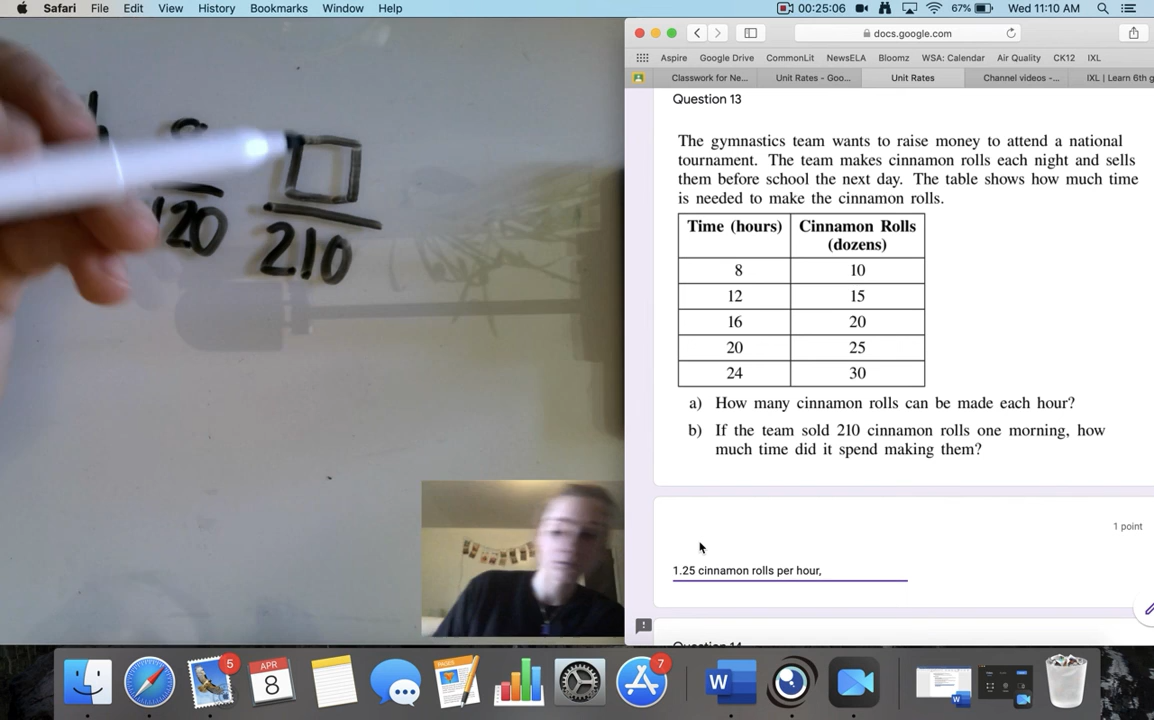 Safari File Edit View History Bookmarks Window Help
00:25:06 67% Wed 11:10 AM
docs.google.com
Aspire Google Drive CommonLit NewsELA Bloomz WSA: Calendar Air Quality CK12 IXL
Classwork for Ne... Unit Rates - Goo... Unit Rates Channel videos -... IXL | Learn 6th g
Question 13
The gymnastics team wants to raise money to attend a national
tournament. The team makes cinnamon rolls each night and sells
them before school the next day. The table shows how much time
is needed to make the cinnamon rolls.
Time (hours) Cinnamon Rolls
(dozens)
8 10
12 15
16 20
20 25
24 30
a) How many cinnamon rolls can be made each hour?
b) If the team sold 210 cinnamon rolls one morning, how
much time did it spend making them?
1 point
1.25 cinnamon rolls per hour,
120 210
5
APR
8
PAGES
7
W